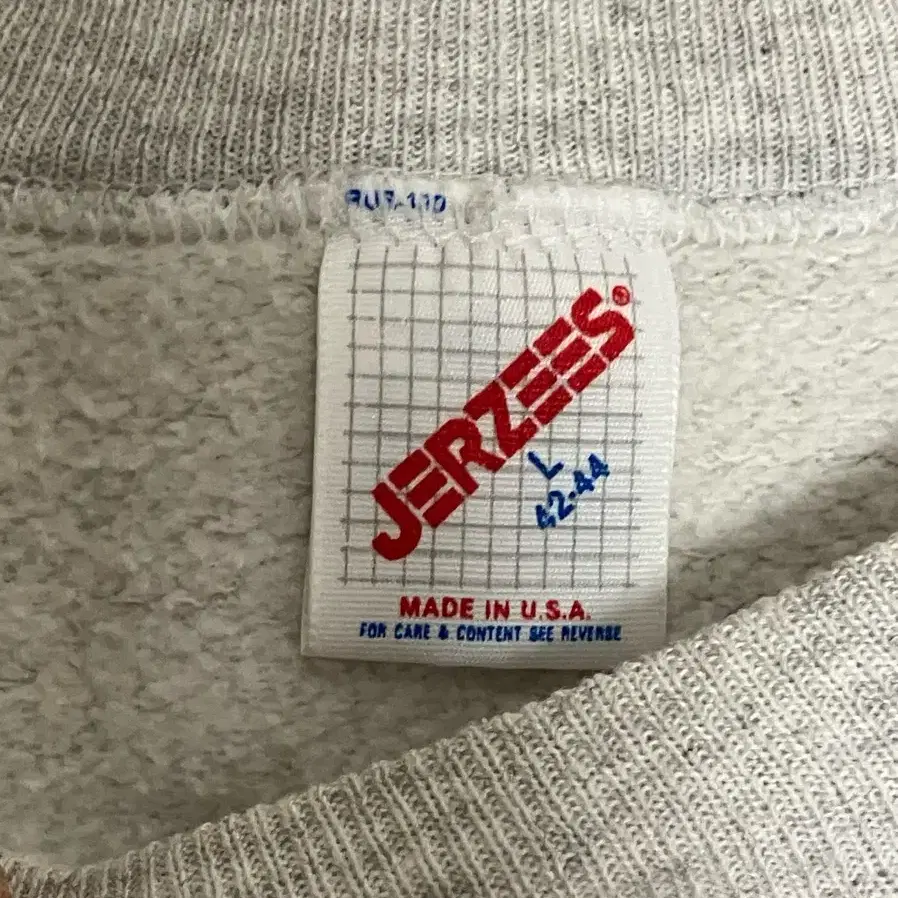 JERZEES®
L
42-44
MADE IN U.S.A.
FOR CARE & CONTENT SEE REVERSE